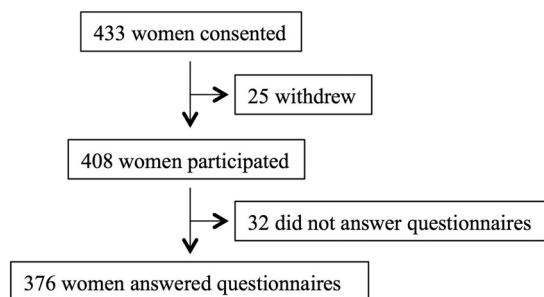 433 women consented
25 withdrew
408 women participated
32 did not answer questionnaires
376 women answered questionnaires